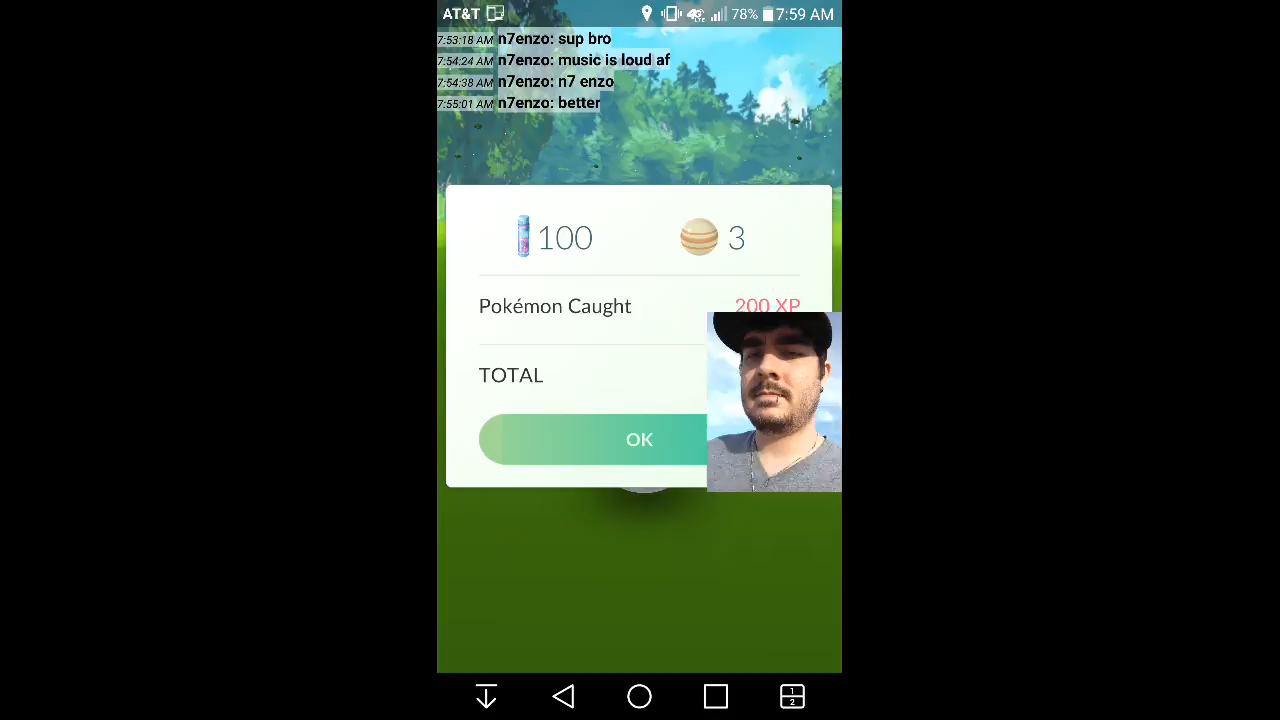 AT&T 78% 7:59 AM
7:53:18 AM n7enzo: sup bro
7:54:24 AM n7enzo: music is loud af
7:54:38 AM n7enzo: n7 enzo
7:55:01 AM n7enzo: better
100 3
Pokémon Caught 200 XP
TOTAL
OK
1
2